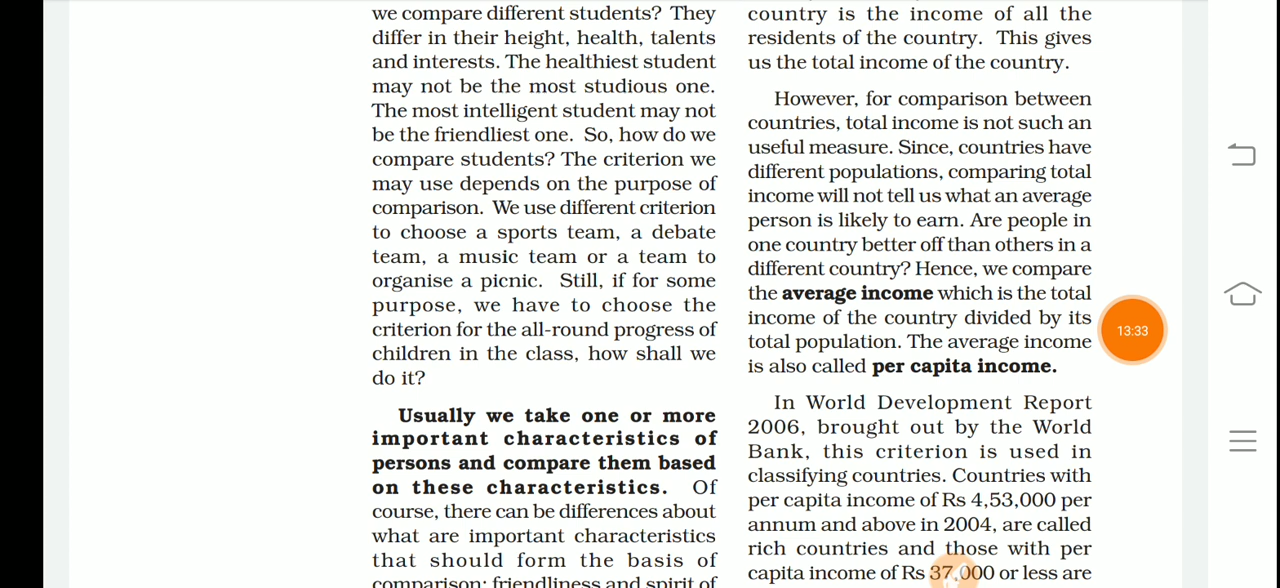 we compare different students? They
differ in their height, health, talents
and interests. The healthiest student
may not be the most studious one.
The most intelligent student may not
be the friendliest one. So, how do we
compare students? The criterion we
may use depends on the purpose of
comparison. We use different criterion
to choose a sports team, a debate
team, a music team or a team to
organise a picnic. Still, if for some
purpose, we have to choose the
criterion for the all-round progress of
children in the class, how shall we
do it?
Usually we take one or more
important characteristics of
persons and compare them based
on these characteristics. Of
course, there can be differences about
what are important characteristics
that should form the basis of
comparison: friendliness and spirit of
country is the income of all the
residents of the country. This gives
us the total income of the country.
However, for comparison between
countries, total income is not such an
useful measure. Since, countries have
different populations, comparing total
income will not tell us what an average
person is likely to earn. Are people in
one country better off than others in a
different country? Hence, we compare
the average income which is the total
income of the country divided by its
total population. The average income
is also called per capita income.
In World Development Report
2006, brought out by the World
Bank, this criterion is used in
classifying countries. Countries with
per capita income of Rs 4,53,000 per
annum and above in 2004, are called
rich countries and those with per
capita income of Rs 37,000 or less are
13:33